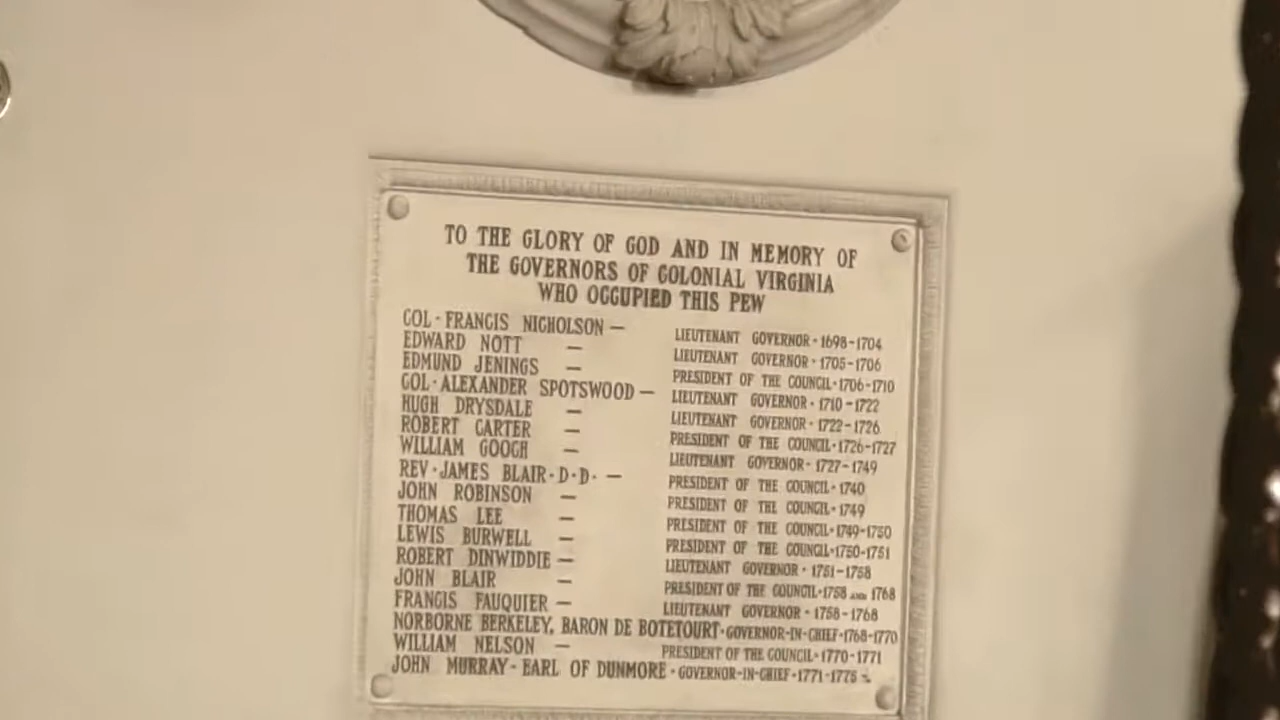 TO THE GLORY OF GOD AND IN MEMORY OF
THE GOVERNORS OF COLONIAL VIRGINIA
WHO OCCUPIED THIS PEW
COL · FRANCIS NICHOLSON — LIEUTENANT GOVERNOR · 1698-1704
EDWARD NOTT — LIEUTENANT GOVERNOR · 1705-1706
EDMUND JENINGS — PRESIDENT OF THE COUNCIL · 1706-1710
COL · ALEXANDER SPOTSWOOD — LIEUTENANT GOVERNOR · 1710-1722
HUGH DRYSDALE — LIEUTENANT GOVERNOR · 1722-1726
ROBERT CARTER — PRESIDENT OF THE COUNCIL · 1726-1727
WILLIAM GOOCH — LIEUTENANT GOVERNOR · 1727-1749
REV · JAMES BLAIR · D · D · — PRESIDENT OF THE COUNCIL · 1740
JOHN ROBINSON — PRESIDENT OF THE COUNCIL · 1749
THOMAS LEE — PRESIDENT OF THE COUNCIL · 1749-1750
LEWIS BURWELL — PRESIDENT OF THE COUNCIL · 1750-1751
ROBERT DINWIDDIE — LIEUTENANT GOVERNOR · 1751-1758
JOHN BLAIR — PRESIDENT OF THE COUNCIL · 1758 AND 1768
FRANCIS FAUQUIER — LIEUTENANT GOVERNOR · 1758-1768
NORBORNE BERKELEY, BARON DE BOTETOURT · GOVERNOR-IN-CHIEF · 1768-1770
WILLIAM NELSON — PRESIDENT OF THE COUNCIL · 1770-1771
JOHN MURRAY - EARL OF DUNMORE · GOVERNOR-IN-CHIEF · 1771-1775